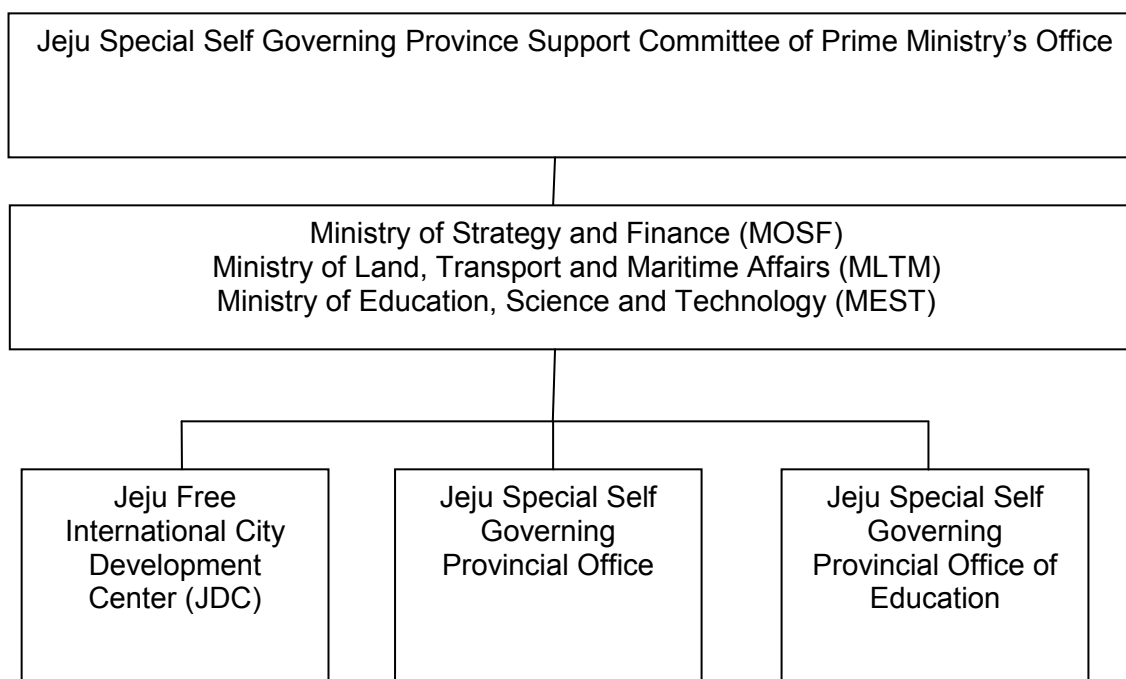 Jeju Special Self Governing Province Support Committee of Prime Ministry’s Office
Ministry of Strategy and Finance (MOSF)
Ministry of Land, Transport and Maritime Affairs (MLTM)
Ministry of Education, Science and Technology (MEST)
Jeju Free
International City
Development
Center (JDC)
Jeju Special Self
Governing
Provincial Office
Jeju Special Self
Governing
Provincial Office of
Education